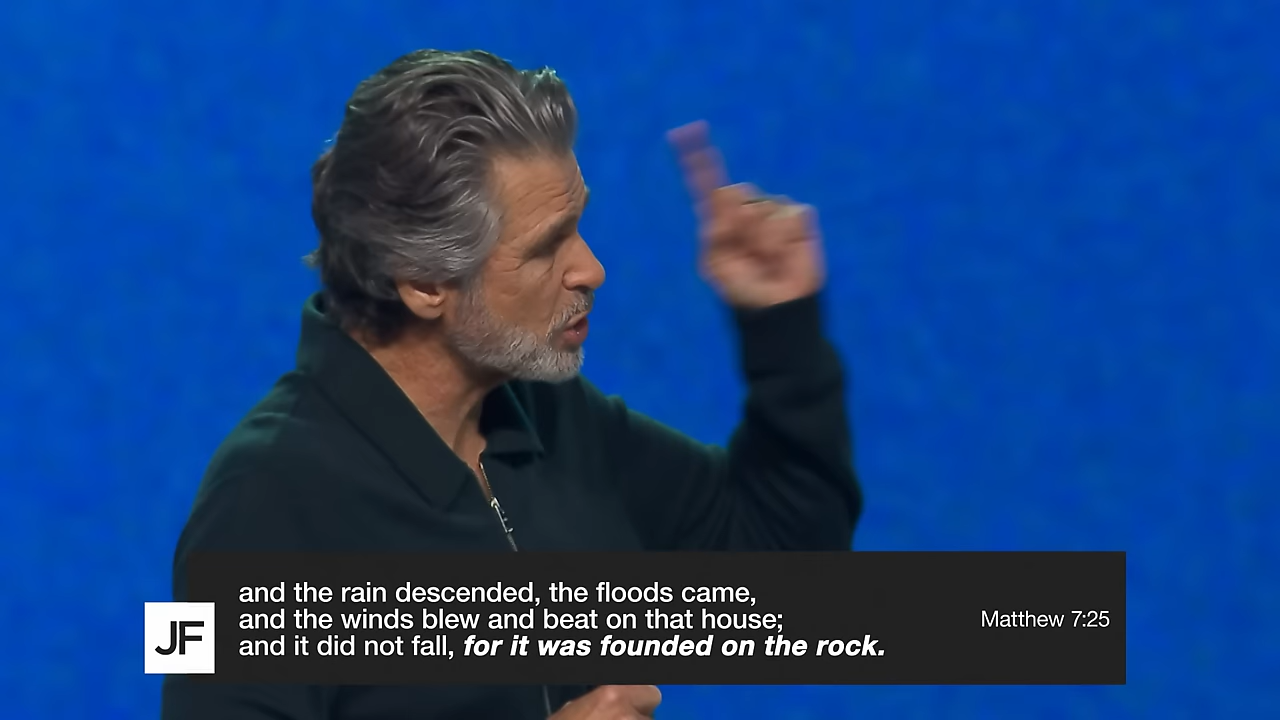 and the rain descended, the floods came,
and the winds blew and beat on that house;
and it did not fall, for it was founded on the rock.
Matthew 7:25
JF